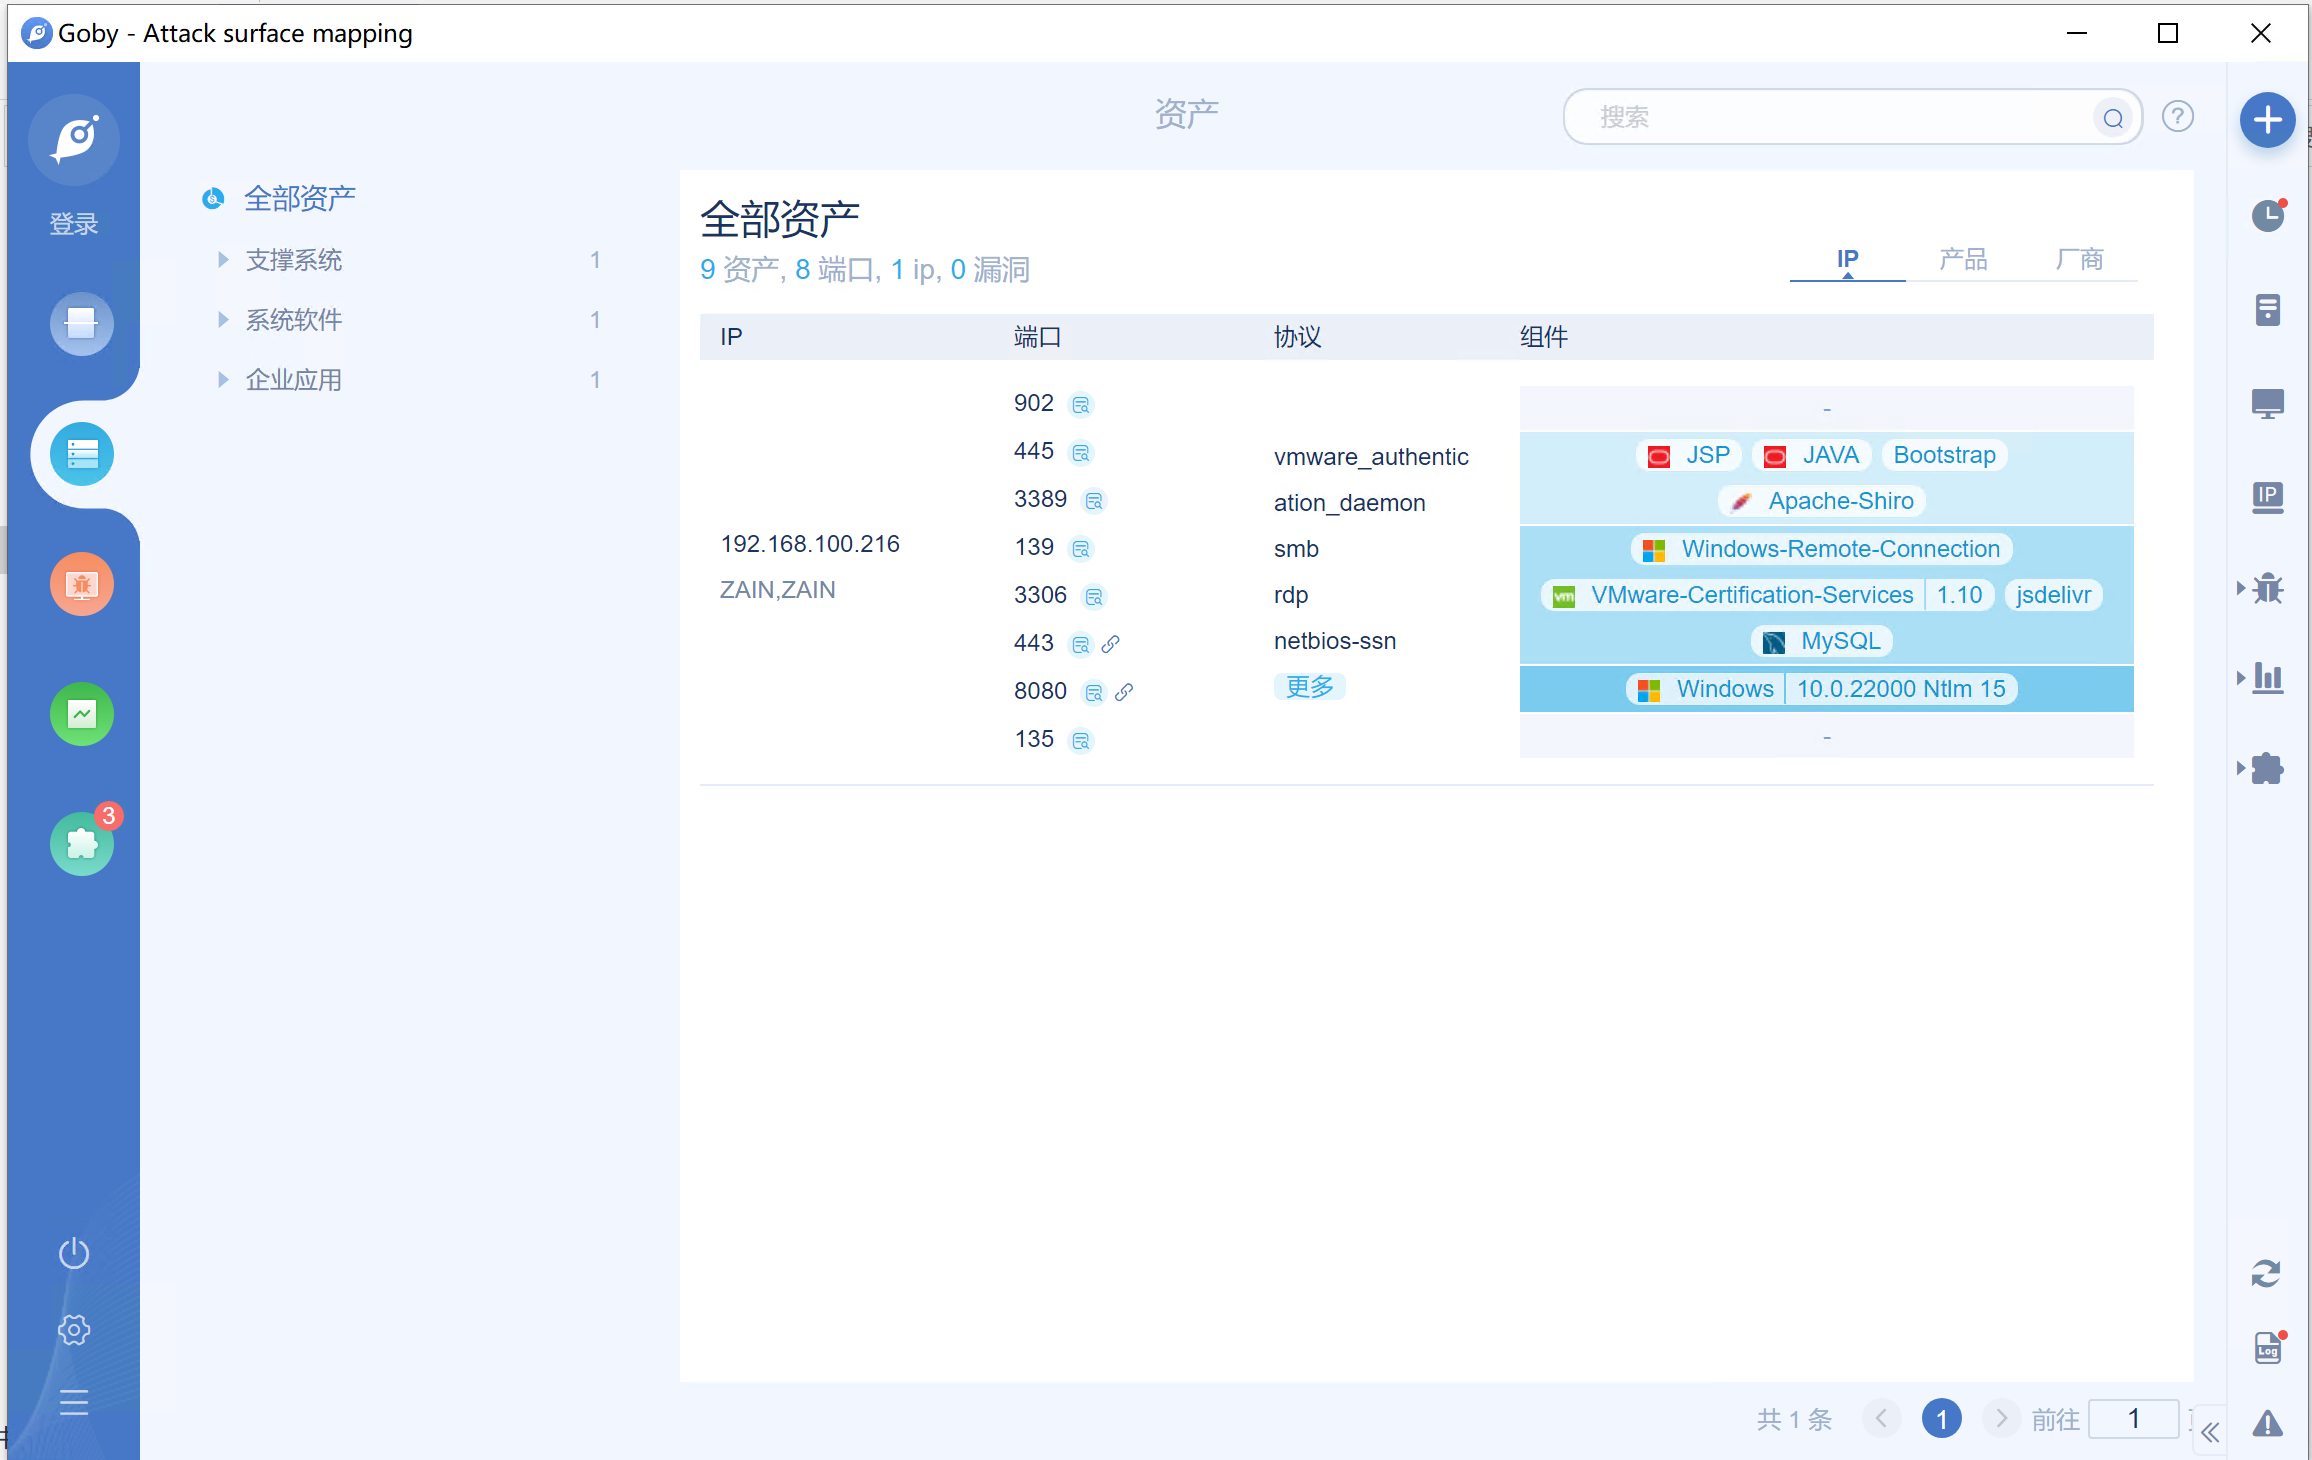 Goby - Attack surface mapping
登录
3
资产
搜索
?
全部资产
支撑系统 1
系统软件 1
企业应用 1
全部资产
9 资产, 8 端口, 1 ip, 0 漏洞
IP 产品 厂商
IP 端口 协议 组件
192.168.100.216
ZAIN,ZAIN
902
445
3389
139
3306
443
8080
135
vmware_authentic
ation_daemon
smb
rdp
netbios-ssn
更多
-
JSP JAVA Bootstrap
Apache-Shiro
Windows-Remote-Connection
vm VMware-Certification-Services 1.10 jsdelivr
MySQL
Windows 10.0.22000 Ntlm 15
-
共 1 条 1 前往 1
IP
Log